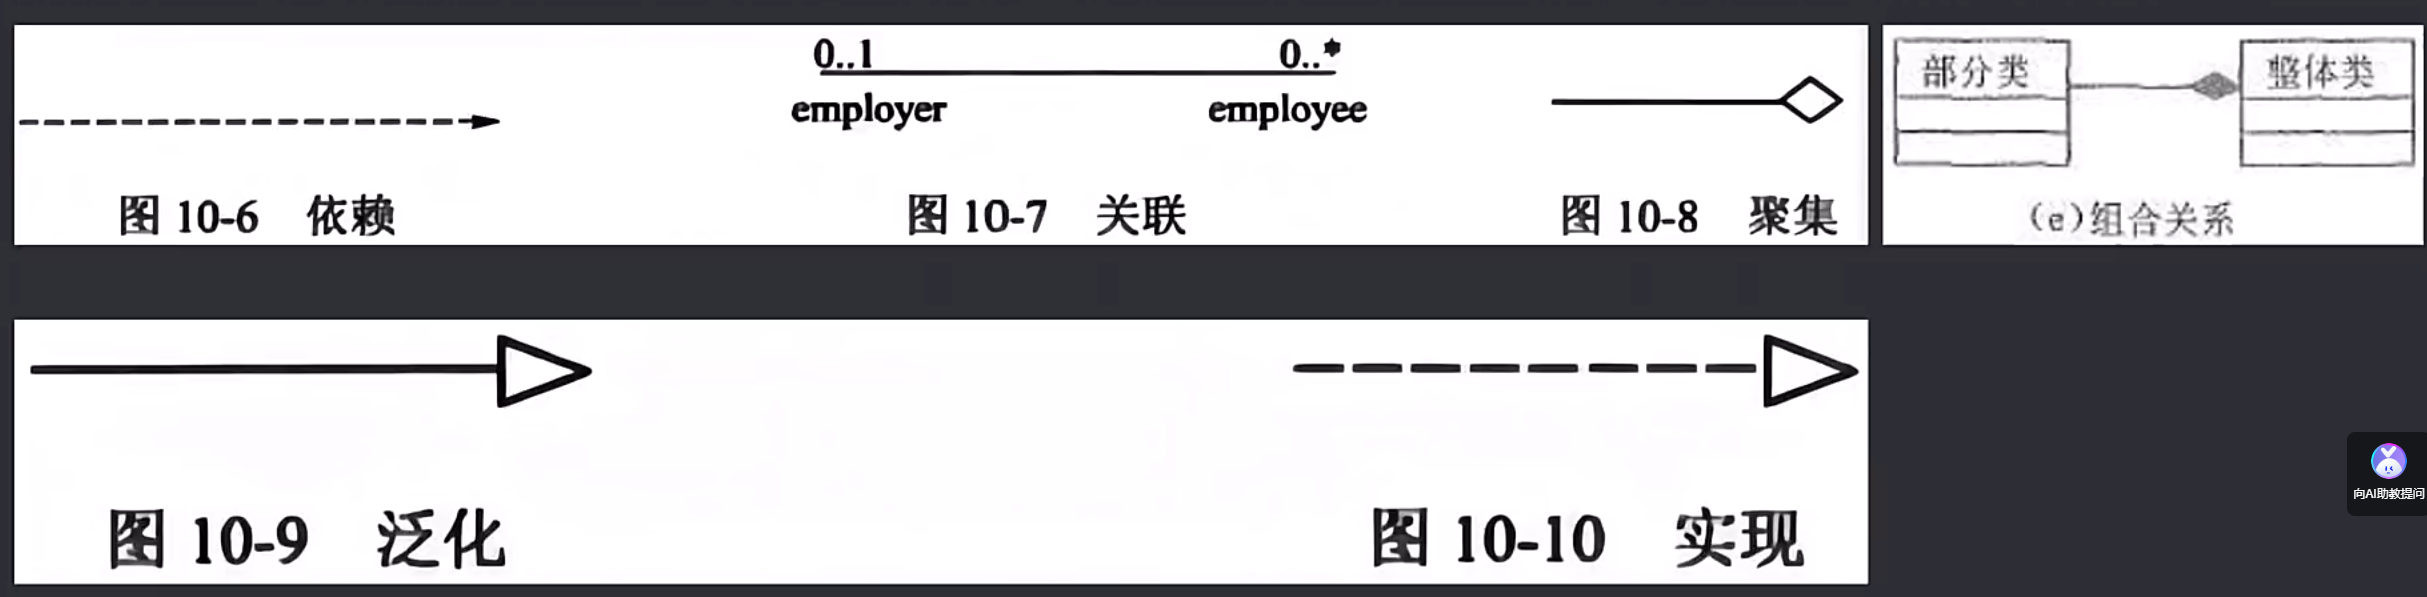 0..1
0..*
employer
employee
图 10-6 依赖
图 10-7 关联
图 10-8 聚集
部分类
整体类
(e)组合关系
图 10-9 泛化
图 10-10 实现
向AI助教提问